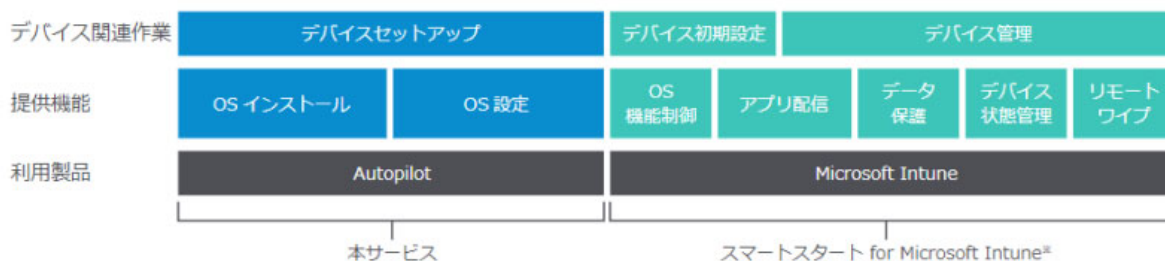 デバイス関連作業
デバイスセットアップ
デバイス初期設定
デバイス管理
提供機能
OS インストール
OS 設定
OS
機能制御
アプリ配信
データ
保護
デバイス
状態管理
リモート
ワイプ
利用製品
Autopilot
Microsoft Intune
本サービス
スマートスタート for Microsoft Intune※